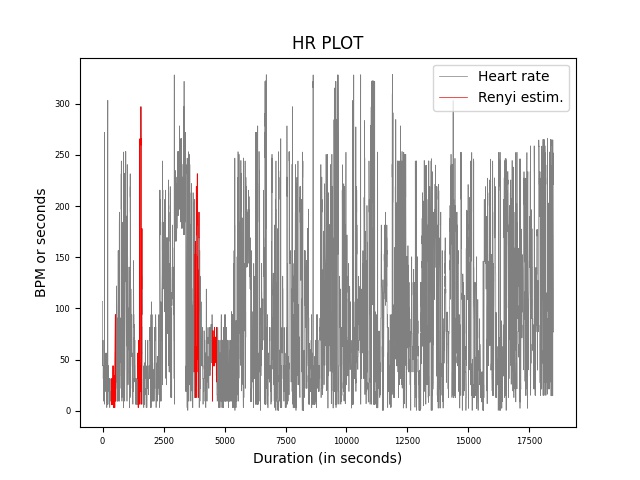 HR PLOT
Heart rate
Renyi estim.
BPM or seconds
300
250
200
150
100
50
0
0 2500 5000 7500 10000 12500 15000 17500
Duration (in seconds)